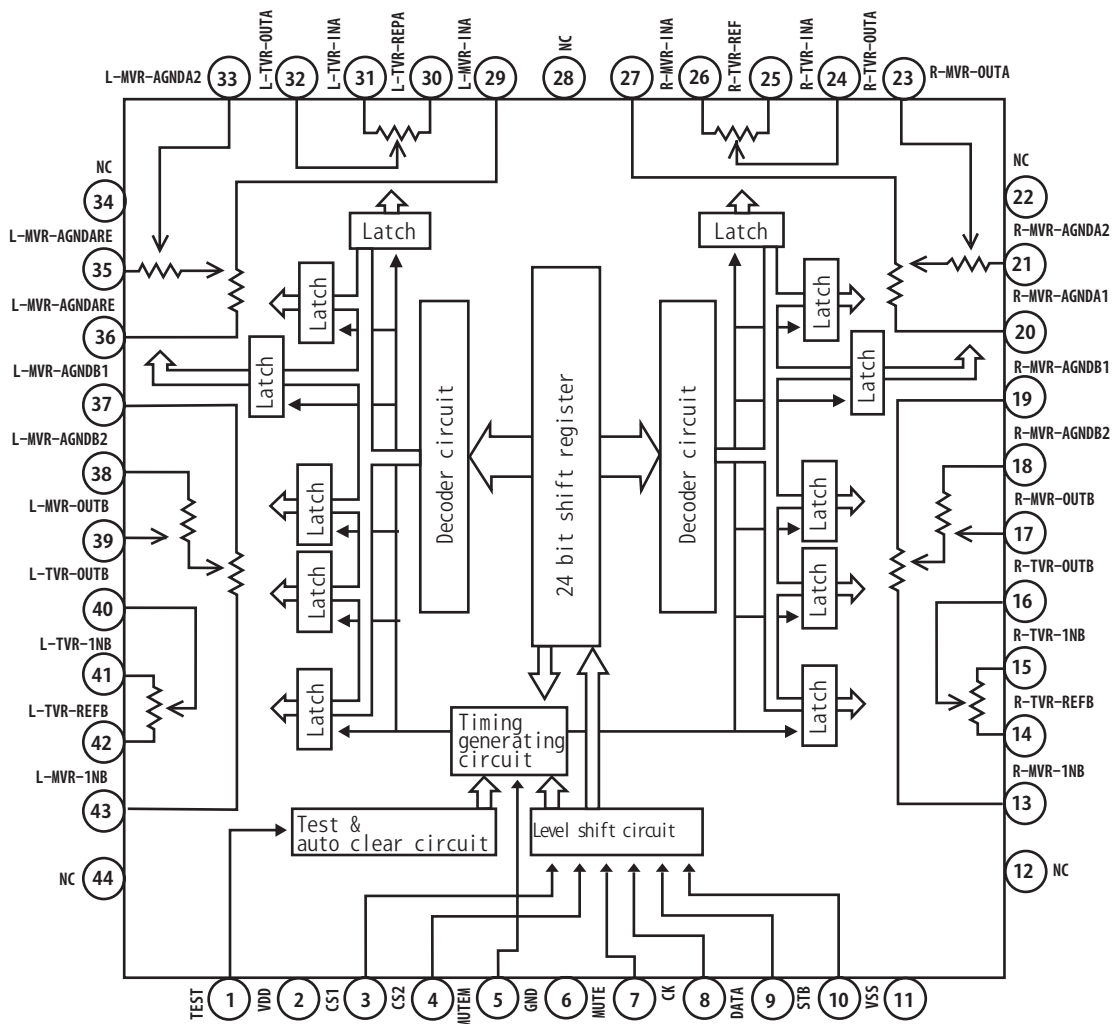 L-TVR-OUTA
L-TVR-INA
L-TVR-REPA
L-MVR-INA
NC
R-MVR-INA
R-TVR-REF
R-TVR-INA
R-TVR-OUTA
L-MVR-AGNDA2
33
32
31
30
29
28
27
26
25
24
23
R-MVR-OUTA
NC
34
NC
22
L-MVR-AGNDARE
35
R-MVR-AGNDA2
21
L-MVR-AGNDARE
36
R-MVR-AGNDA1
20
L-MVR-AGNDB1
37
R-MVR-AGNDB1
19
L-MVR-AGNDB2
38
R-MVR-AGNDB2
18
L-MVR-OUTB
39
R-MVR-OUTB
17
L-TVR-OUTB
40
R-TVR-OUTB
16
L-TVR-1NB
41
R-TVR-1NB
15
L-TVR-REFB
42
R-TVR-REFB
14
L-MVR-1NB
43
R-MVR-1NB
13
NC
44
12
NC
Latch
Latch
Latch
Latch
Latch
Latch
Latch
Latch
Latch
Latch
Latch
Latch
Decoder circuit
24 bit shift register
Decoder circuit
Timing
generating
circuit
Test &
auto clear circuit
Level shift circuit
TEST
1
VDD
2
CS1
3
CS2
4
MUTEM
5
GND
6
MUTE
7
CK
8
DATA
9
STB
10
VSS
11